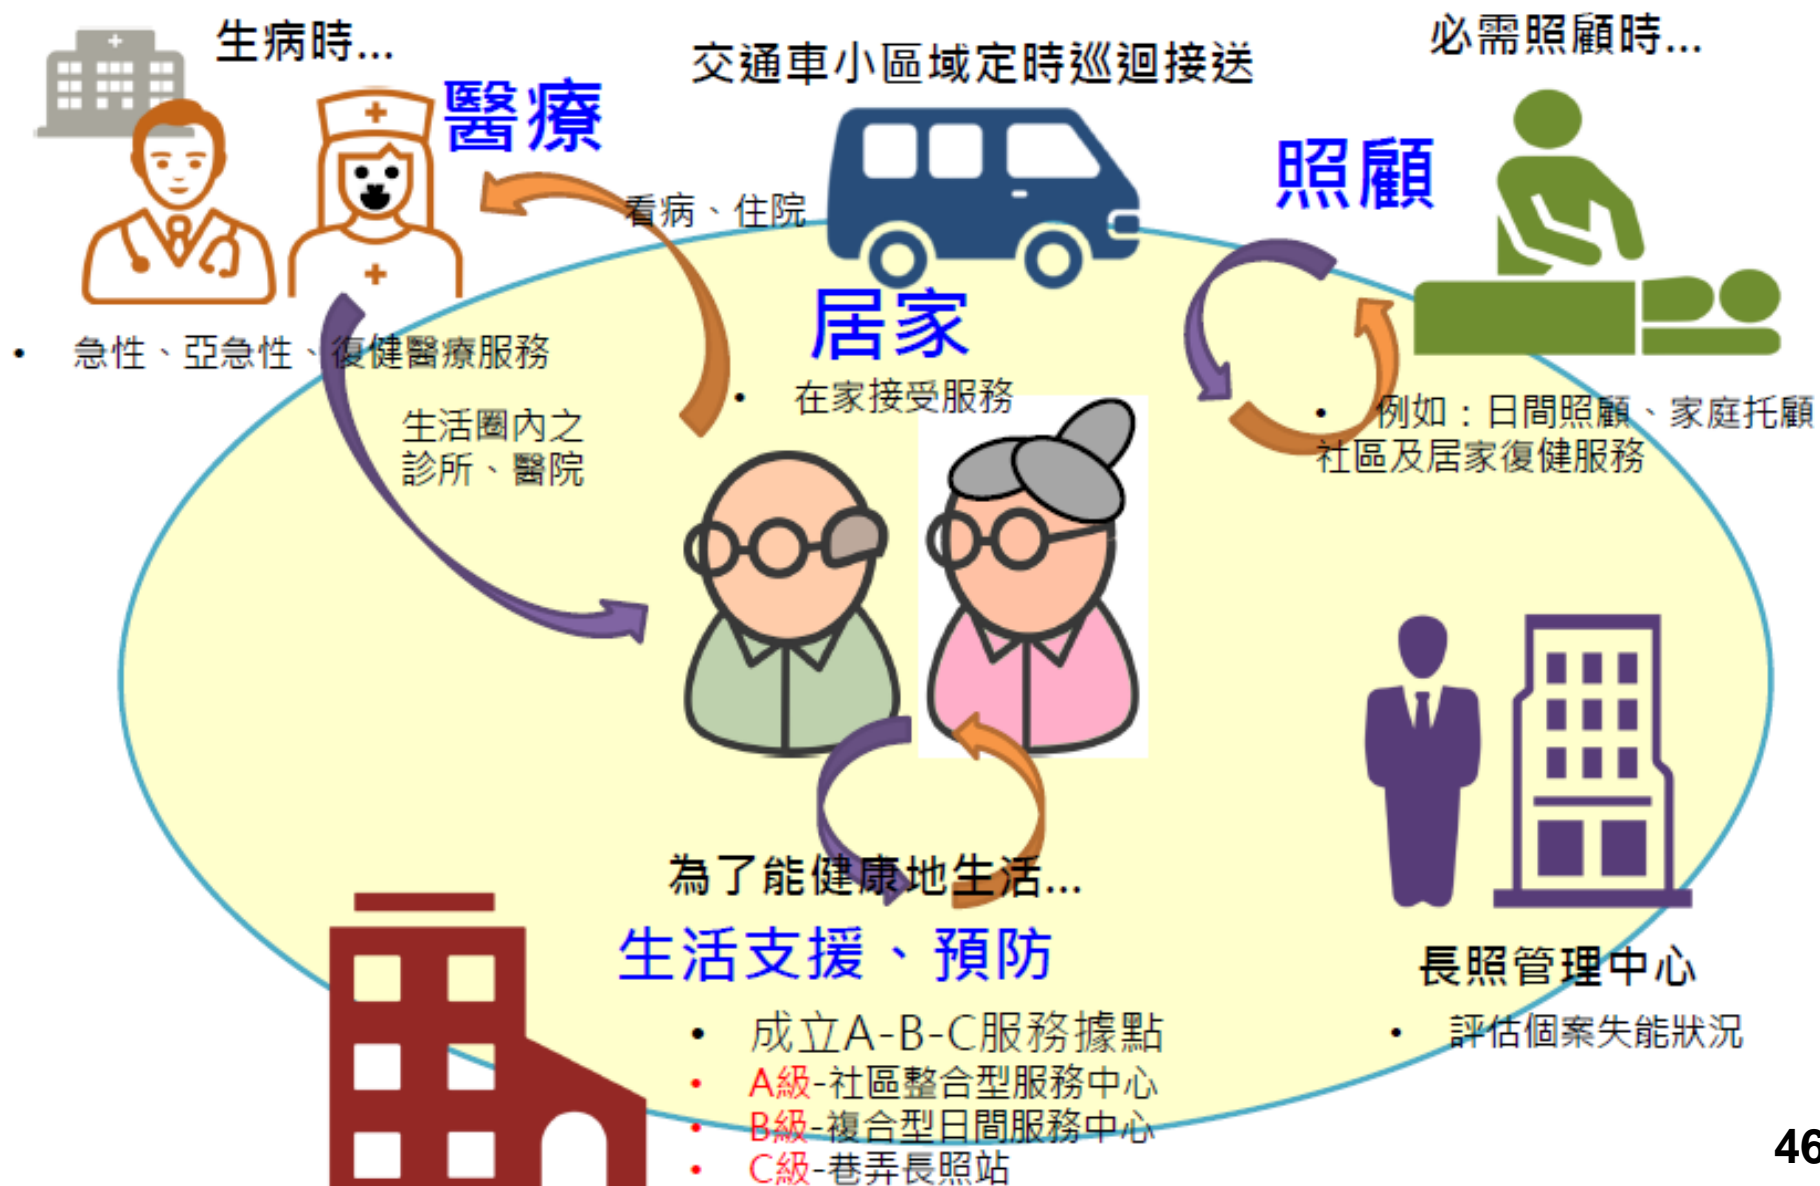 生病時...
醫療
交通車小區域定時巡迴接送
必需照顧時...
照顧
看病、住院
居家
• 急性、亞急性、復健醫療服務
生活圈內之
診所、醫院
• 在家接受服務
• 例如：日間照顧、家庭托顧
社區及居家復健服務
為了能健康地生活...
生活支援、預防
• 成立A-B-C服務據點
• A級-社區整合型服務中心
• B級-複合型日間服務中心
• C級-巷弄長照站
長照管理中心
• 評估個案失能狀況
46